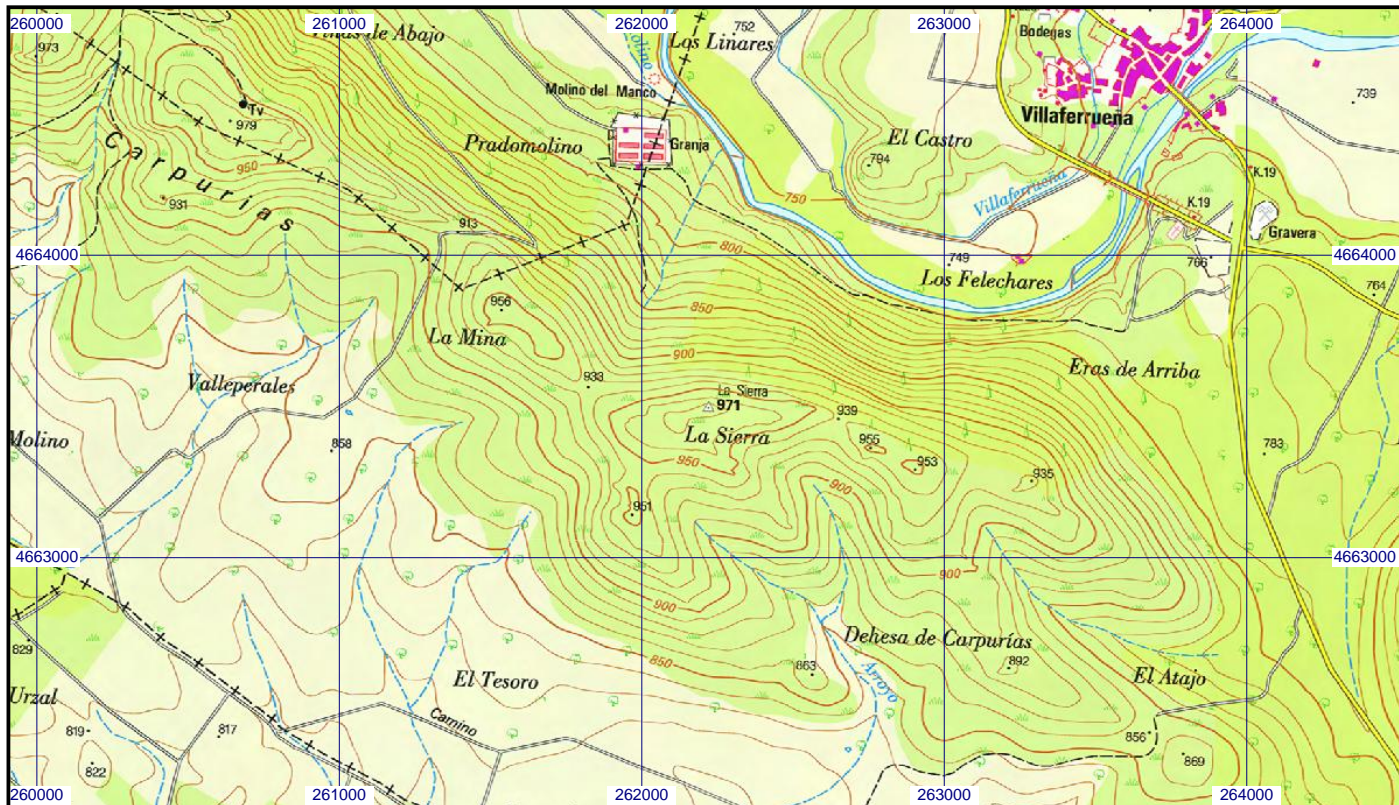 260000
261000
262000
263000
264000
973
Viñas de Abajo
Molino
Los Linares
752
Bodegas
Tv
979
Molino del Manco
739
Villaferrueña
Carpurias
950
Pradomolino
Granja
El Castro
794
K.19
931
750
Villaferrueña
K.19
913
Gravera
4664000
800
749
766
4664000
Los Felechares
764
956
850
La Mina
900
Eras de Arriba
Valleperales
933
La Sierra
971
939
Molino
858
La Sierra
955
783
950
953
935
900
951
4663000
4663000
900
900
829
850
863
Dehesa de Carpurías
892
El Tesoro
Arroyo
El Atajo
Urzal
Camino
819
817
856
822
869
260000
261000
262000
263000
264000